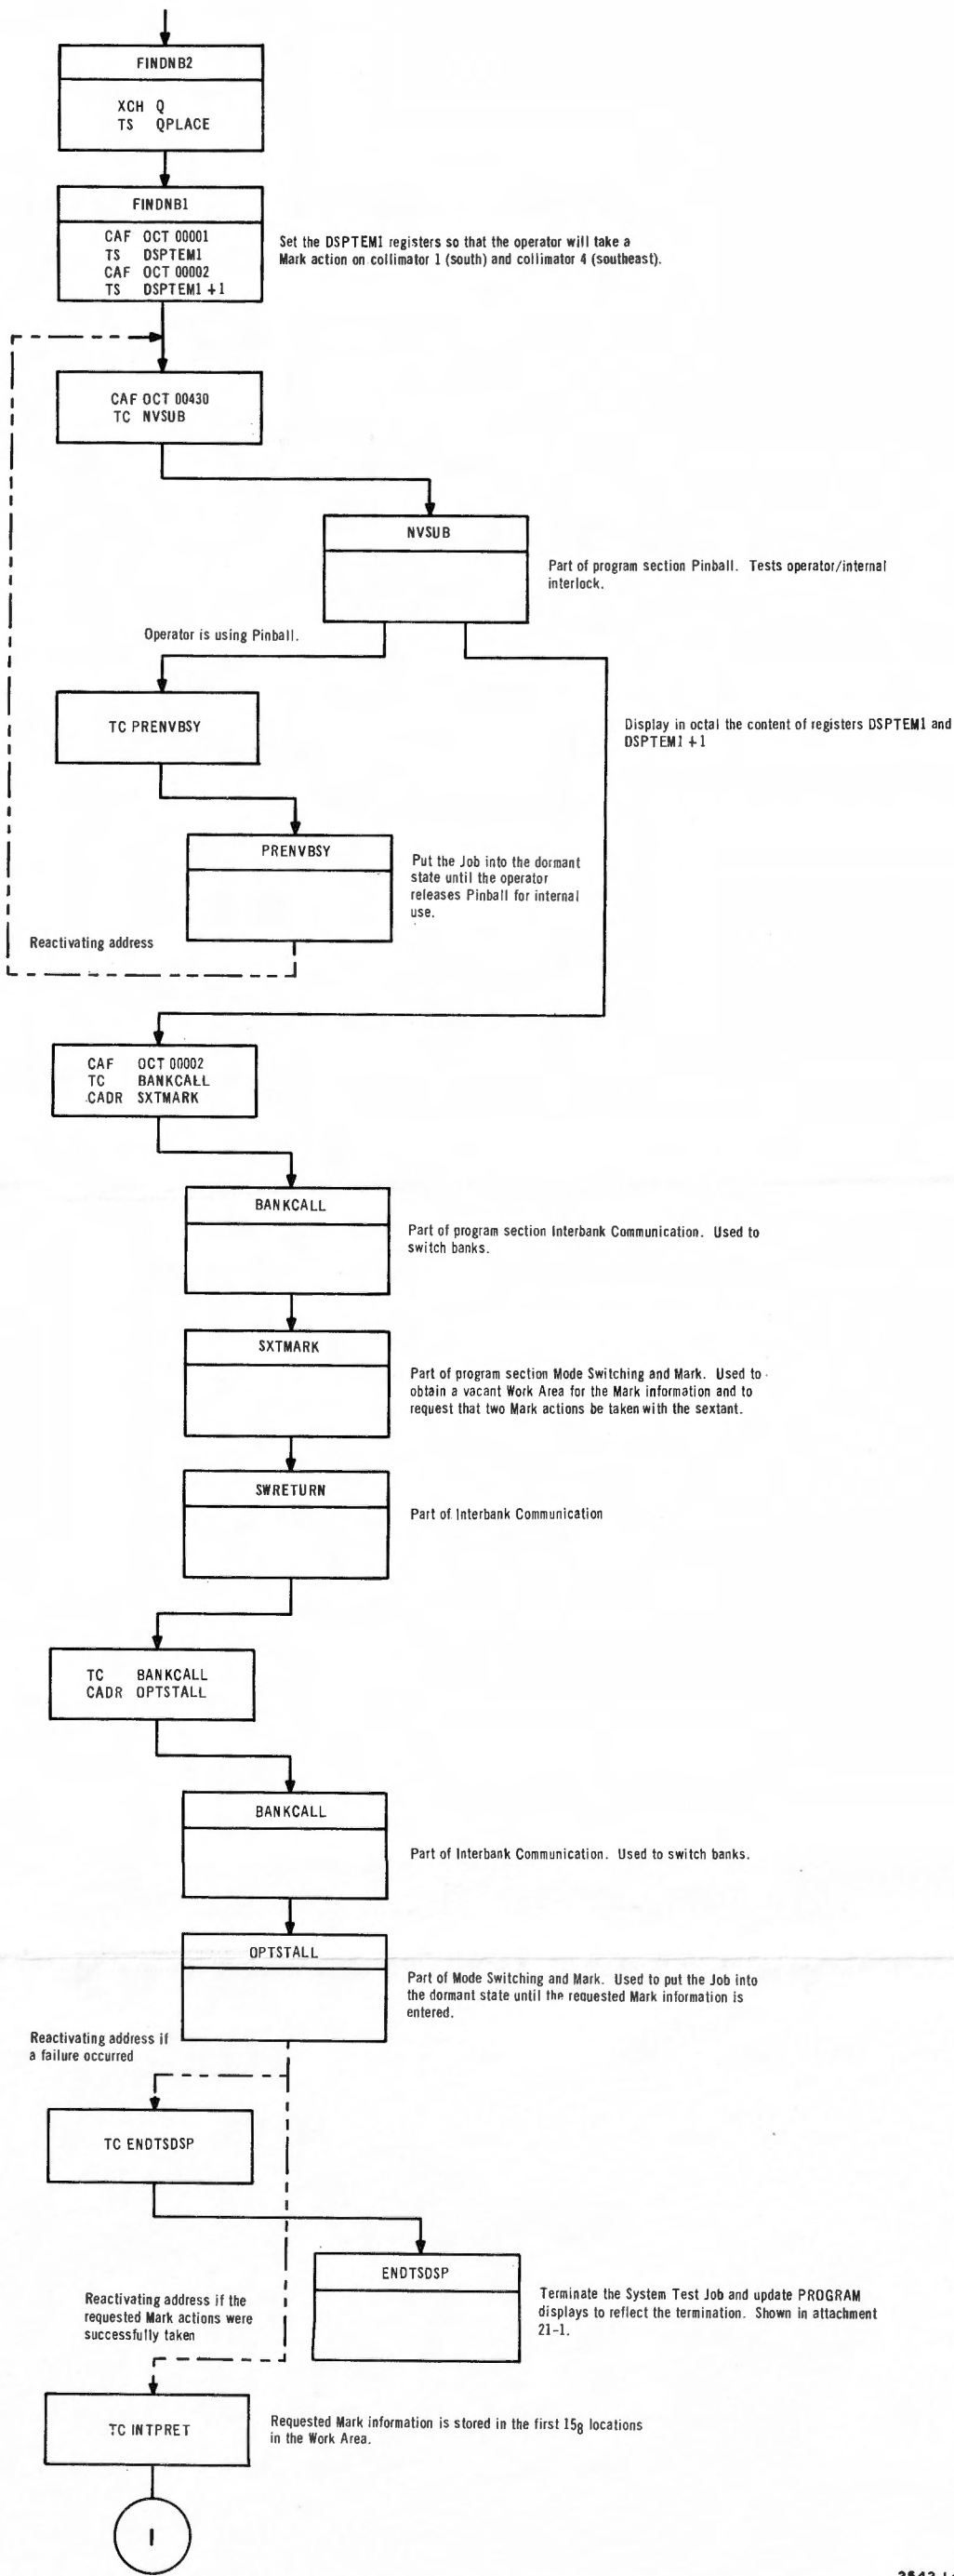 FINDNB2
XCH Q
TS QPLACE
FINDNB1
CAF OCT 00001
TS DSPTEM1
CAF OCT 00002
TS DSPTEM1 +1
Set the DSPTEM1 registers so that the operator will take a
Mark action on collimator 1 (south) and collimator 4 (southeast).
CAF OCT 00430
TC NVSUB
NVSUB
Part of program section Pinball. Tests operator/internal
interlock.
Operator is using Pinball.
TC PRENVBSY
Display in octal the content of registers DSPTEM1 and
DSPTEM1 +1
PRENVBSY
Put the Job into the dormant
state until the operator
releases Pinball for internal
use.
Reactivating address
CAF OCT 00002
TC BANKCALL
CADR SXTMARK
BANKCALL
Part of program section Interbank Communication. Used to
switch banks.
SXTMARK
Part of program section Mode Switching and Mark. Used to
obtain a vacant Work Area for the Mark information and to
request that two Mark actions be taken with the sextant.
SWRETURN
Part of Interbank Communication
TC BANKCALL
CADR OPTSTALL
BANKCALL
Part of Interbank Communication. Used to switch banks.
OPTSTALL
Part of Mode Switching and Mark. Used to put the Job into
the dormant state until the requested Mark information is
entered.
Reactivating address if
a failure occurred
TC ENDTSDSP
ENDTSDSP
Terminate the System Test Job and update PROGRAM
displays to reflect the termination. Shown in attachment
21-1.
Reactivating address if the
requested Mark actions were
successfully taken
TC INTPRET
Requested Mark information is stored in the first 15₈ locations
in the Work Area.
I